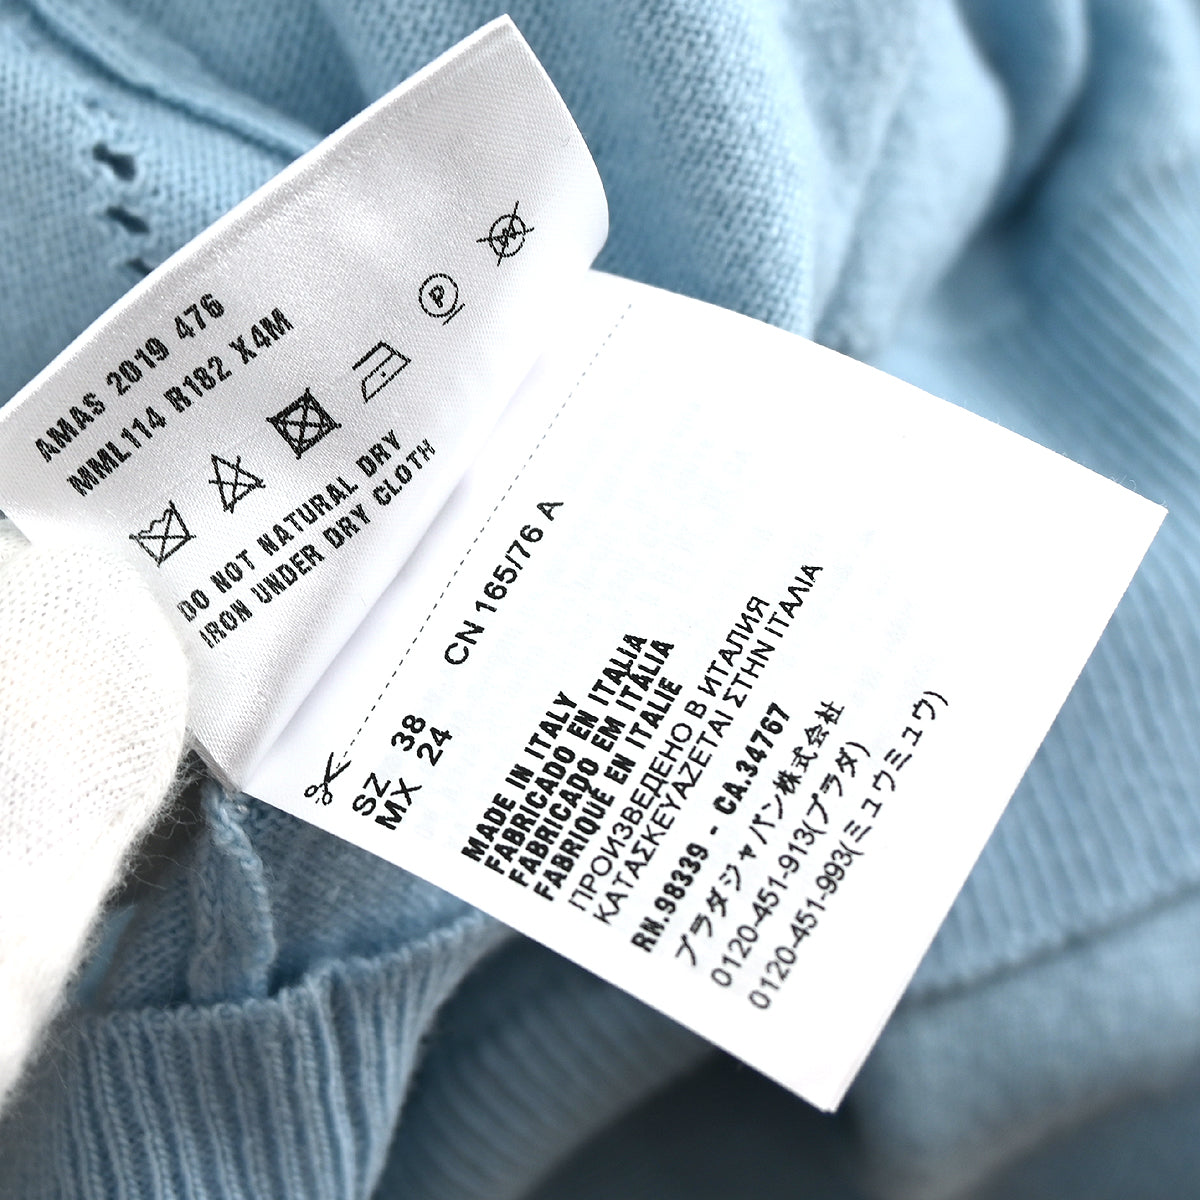 AMAS 2019 476
MML114 R182 X4M
DO NOT NATURAL DRY
IRON UNDER DRY CLOTH
P
W
CN 165/76 A
SZ 38
MX 24
MADE IN ITALY
FABRICADO EN ITALIA
FABRICADO EM ITÁLIA
FABRIQUÉ EN ITALIE
ПРОИЗВЕДЕНО В ИТАЛИЯ
ΚΑΤΑΣΚΕΥΑΖΕΤΑΙ ΣΤΗΝ ΙΤΑΛΙΑ
RN.98339 - CA.34767
プラダジャパン株式会社
0120-451-913(プラダ)
0120-451-993(ミュウミュウ)